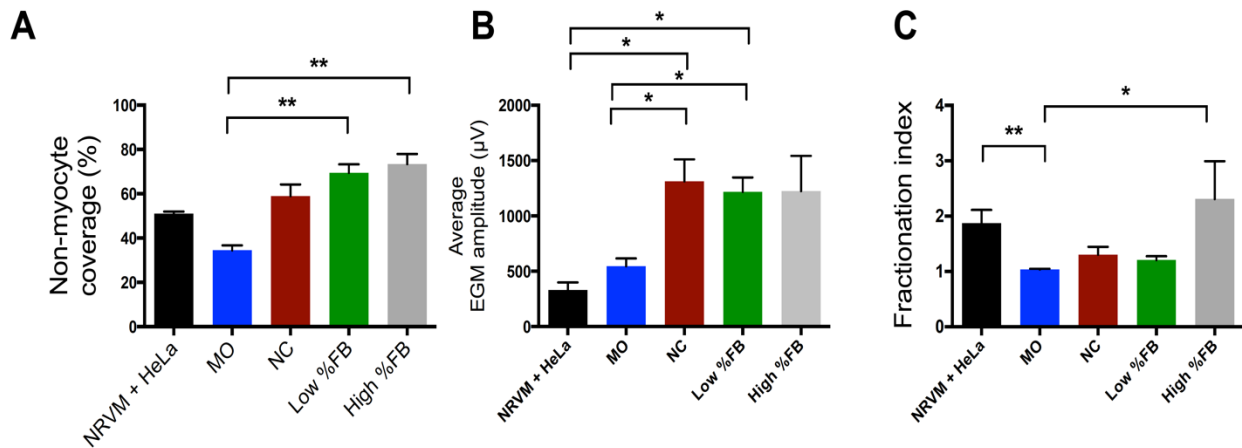 A
**
**
Non-myocyte
coverage (%)
100
80
60
40
20
0
NRVM + HeLa
MO
NC
Low %FB
High %FB
B
*
*
*
*
Average
EGM amplitude (µV)
2000
1500
1000
500
0
NRVM + HeLa
MO
NC
Low %FB
High %FB
C
*
**
Fractionation index
4
3
2
1
0
NRVM + HeLa
MO
NC
Low %FB
High %FB